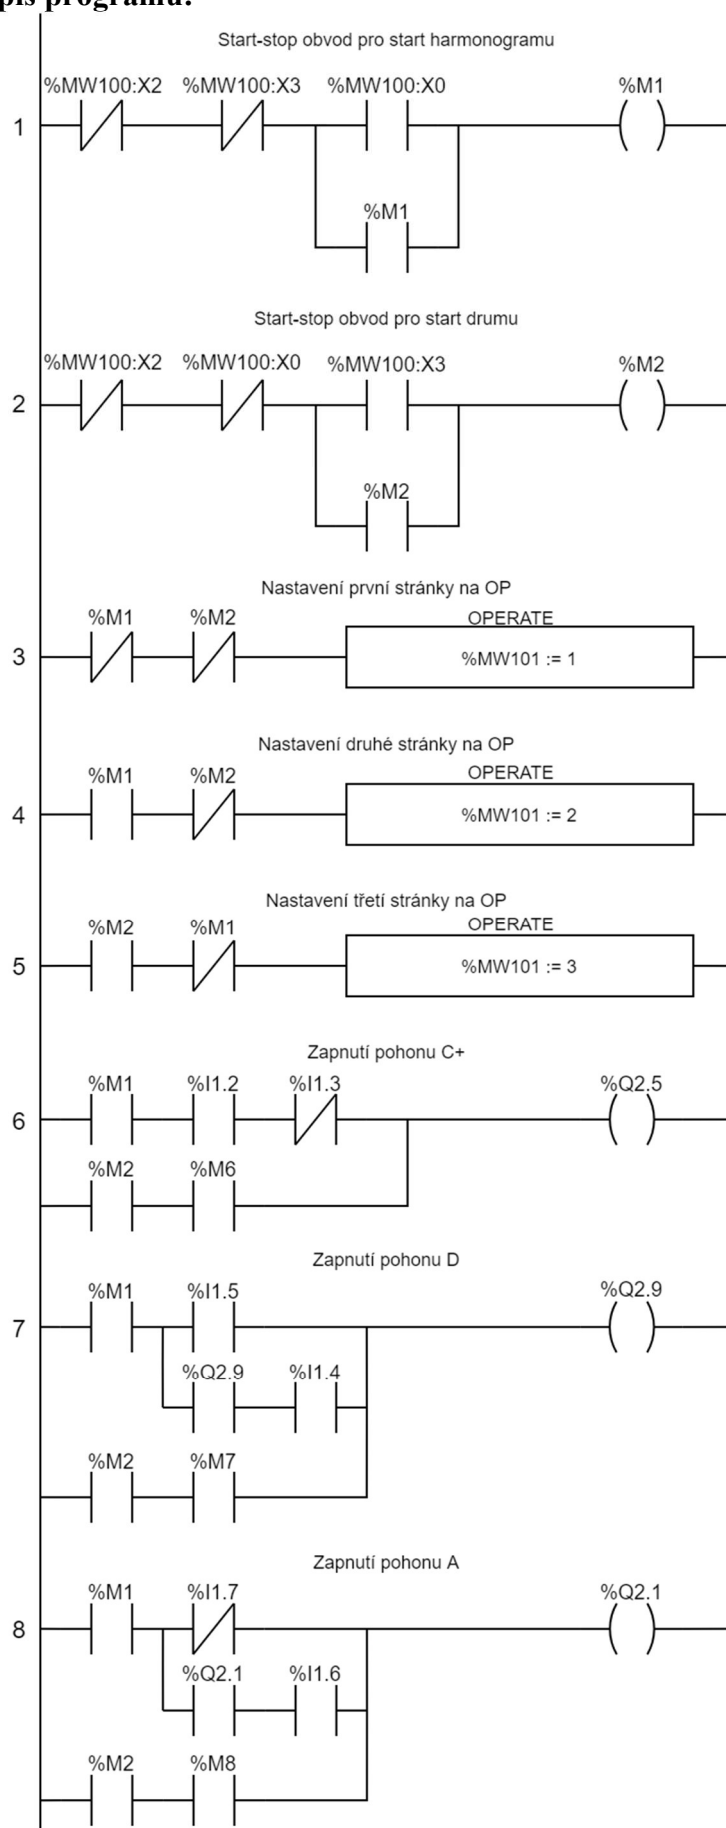 pis programu:
Start-stop obvod pro start harmonogramu
%MW100:X2 %MW100:X3 %MW100:X0 %M1
1
%M1
Start-stop obvod pro start drumu
%MW100:X2 %MW100:X0 %MW100:X3 %M2
2
%M2
Nastavení první stránky na OP
%M1 %M2 OPERATE
3 %MW101 := 1
Nastavení druhé stránky na OP
%M1 %M2 OPERATE
4 %MW101 := 2
Nastavení třetí stránky na OP
%M2 %M1 OPERATE
5 %MW101 := 3
Zapnutí pohonu C+
%M1 %I1.2 %I1.3 %Q2.5
6
%M2 %M6
Zapnutí pohonu D
%M1 %I1.5 %Q2.9
7
%Q2.9 %I1.4
%M2 %M7
Zapnutí pohonu A
%M1 %I1.7 %Q2.1
8
%Q2.1 %I1.6
%M2 %M8